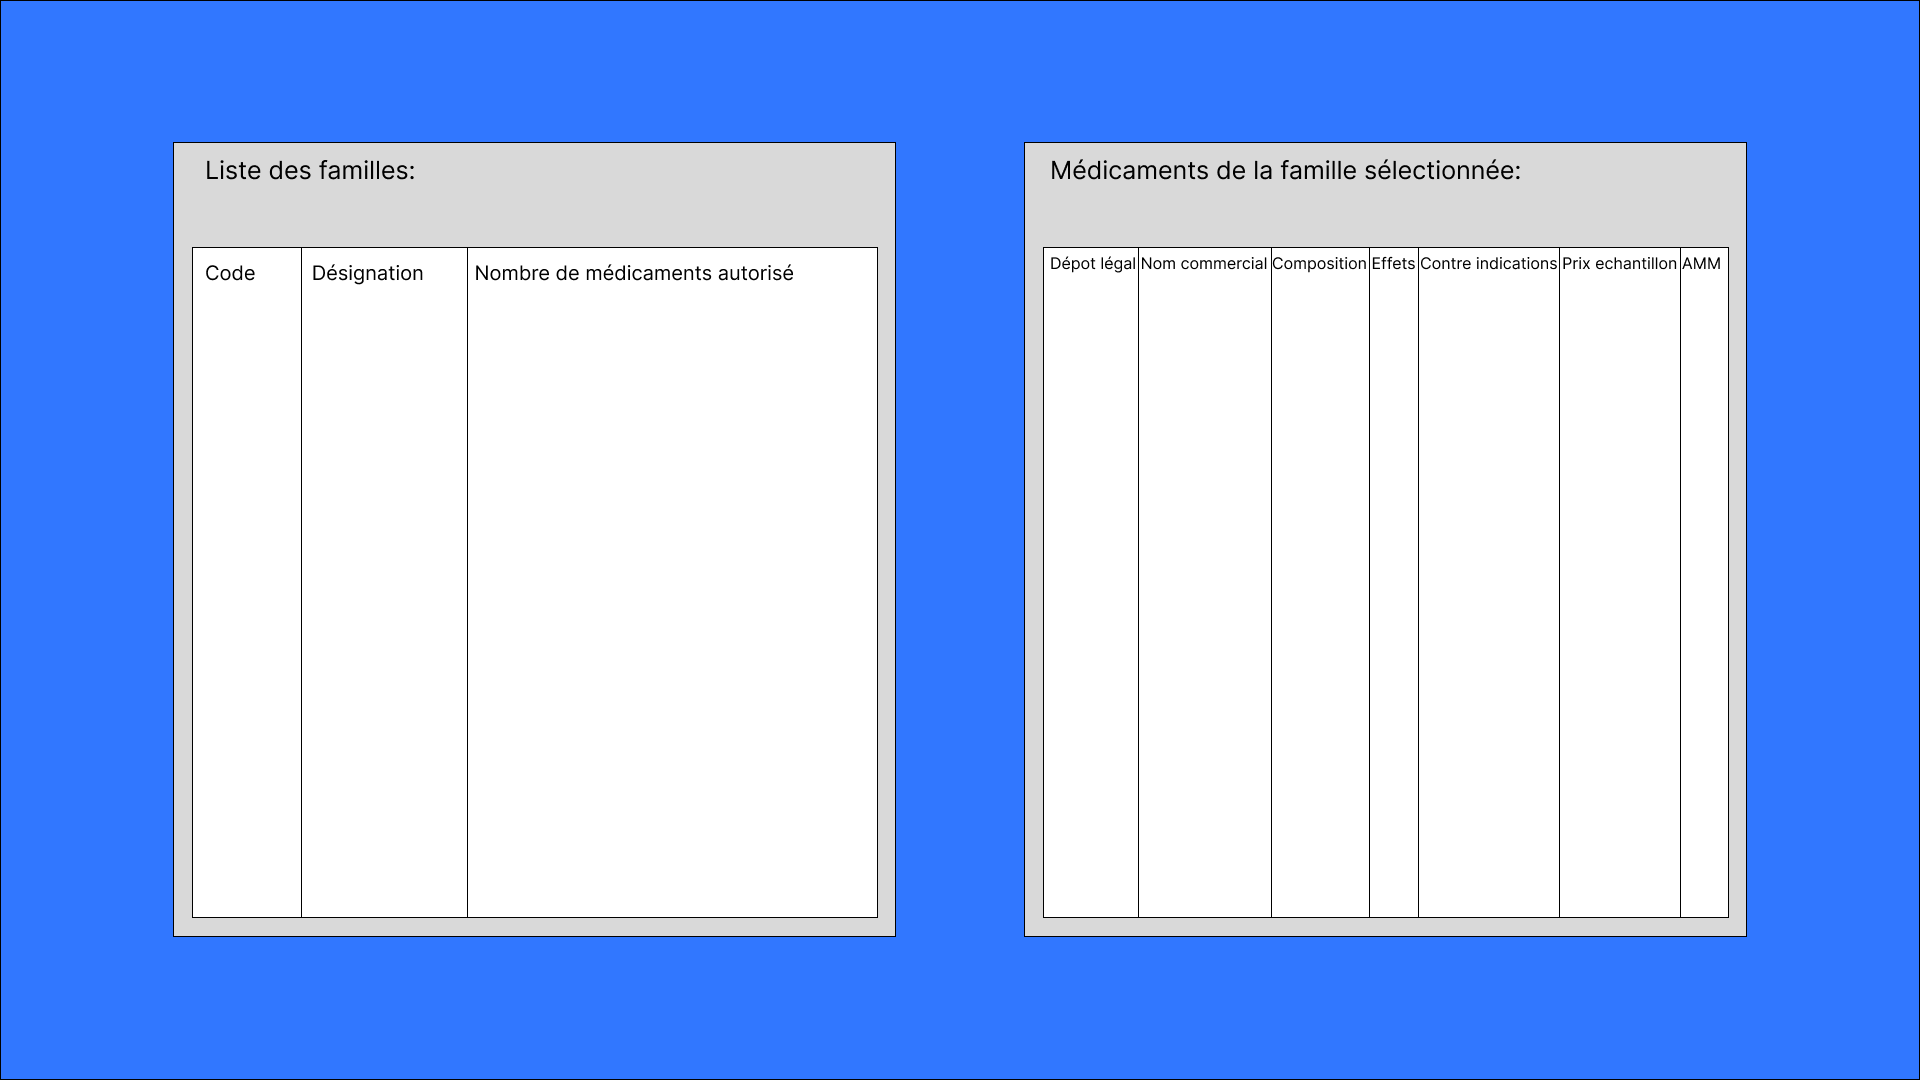 Liste des familles:
Code Désignation Nombre de médicaments autorisé
Médicaments de la famille sélectionnée:
Dépot légal Nom commercial Composition Effets Contre indications Prix echantillon AMM